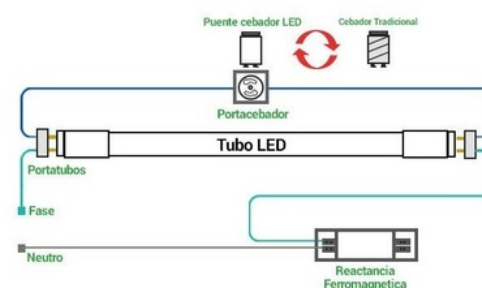 Puente cebador LED
Cebador Tradicional
Portacebador
Tubo LED
Portatubos
Fase
Neutro
Reactancia
Ferromagnetica